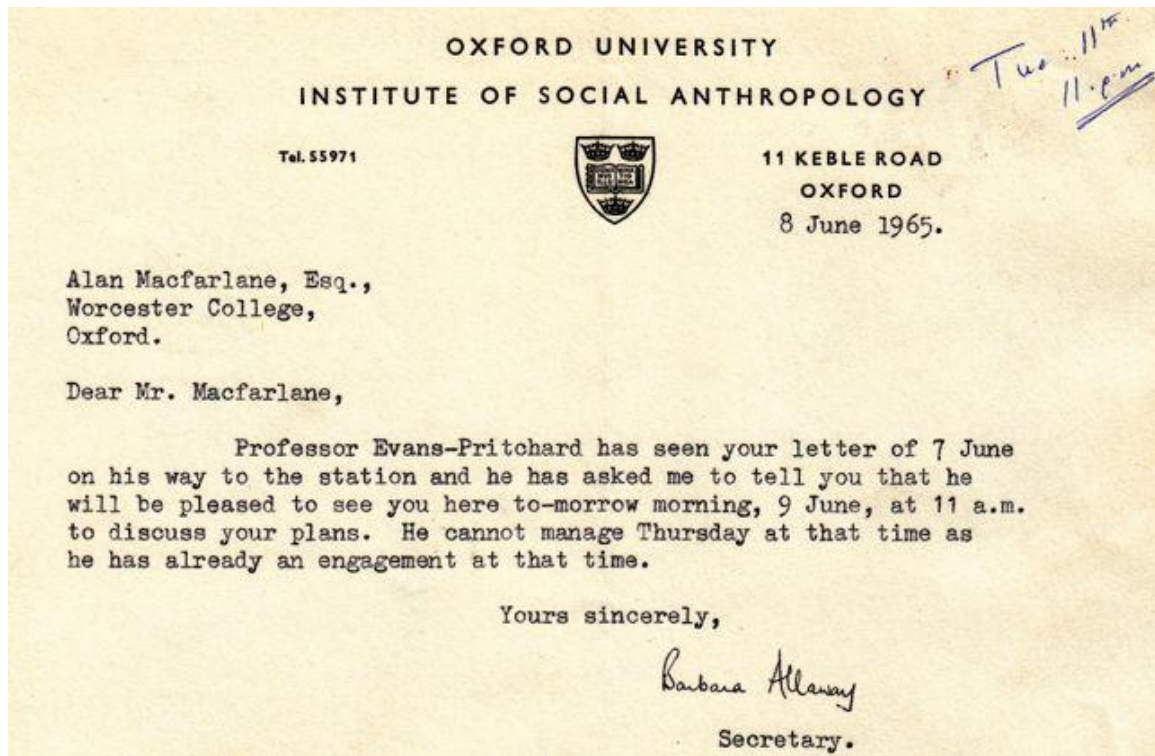 OXFORD UNIVERSITY
INSTITUTE OF SOCIAL ANTHROPOLOGY
11th
11.
Tel. 55971
11 KEBLE ROAD
OXFORD
8 June 1965.
Alan Macfarlane, Esq.,
Worcester College,
Oxford.
Dear Mr. Macfarlane,
Professor Evans-Pritchard has seen your letter of 7 June
on his way to the station and he has asked me to tell you that he
will be pleased to see you here to-morrow morning, 9 June, at 11 a.m.
to discuss your plans. He cannot manage Thursday at that time as
he has already an engagement at that time.
Yours sincerely,
Barbara Allaway
Secretary.